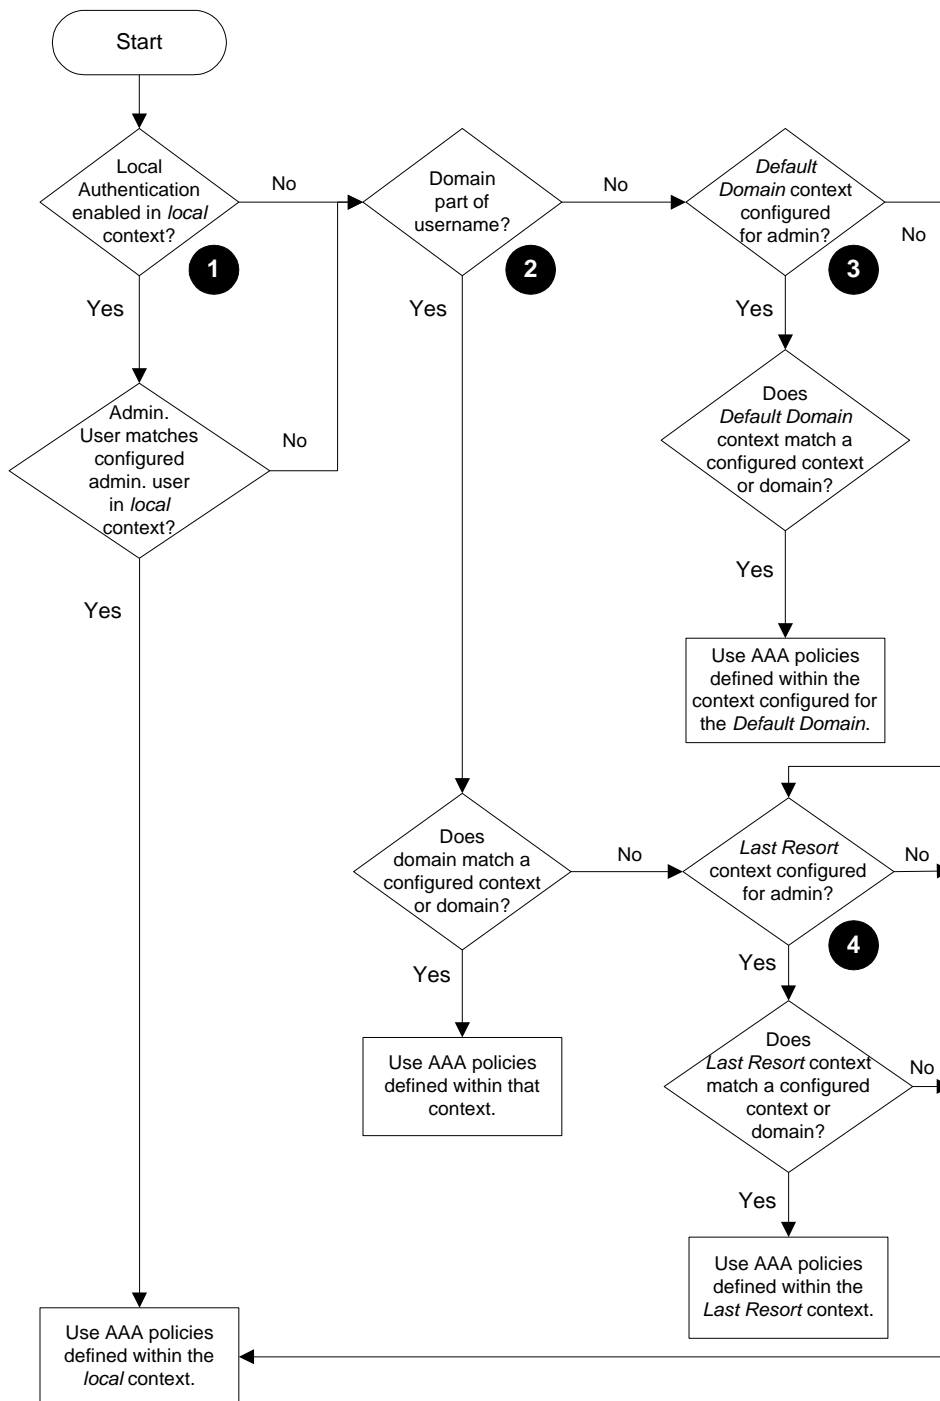 Start
Local
Authentication
enabled in local
context?
No
1
Yes
Domain
part of
username?
No
2
Yes
Default
Domain context
configured
for admin?
No
3
Yes
Admin.
User matches
configured
admin. user
in local
context?
No
Yes
Does
Default Domain
context match a
configured context
or domain?
Yes
Use AAA policies
defined within the
context configured for
the Default Domain.
Does
domain match a
configured context
or domain?
No
Yes
Last Resort
context configured
for admin?
No
4
Yes
Use AAA policies
defined within that
context.
Does
Last Resort context
match a configured
context or
domain?
No
Yes
Use AAA policies
defined within the
Last Resort context.
Use AAA policies
defined within the
local context.